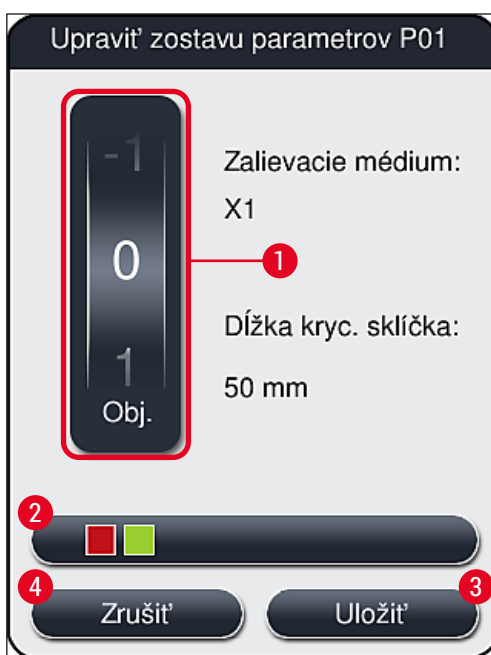 Upraviť zostavu parametrov P01
-1
0
1
Obj.
Zalievacie médium:
X1
1
Dĺžka kryc. sklíčka:
50 mm
2
4
Zrušiť
Uložiť
3